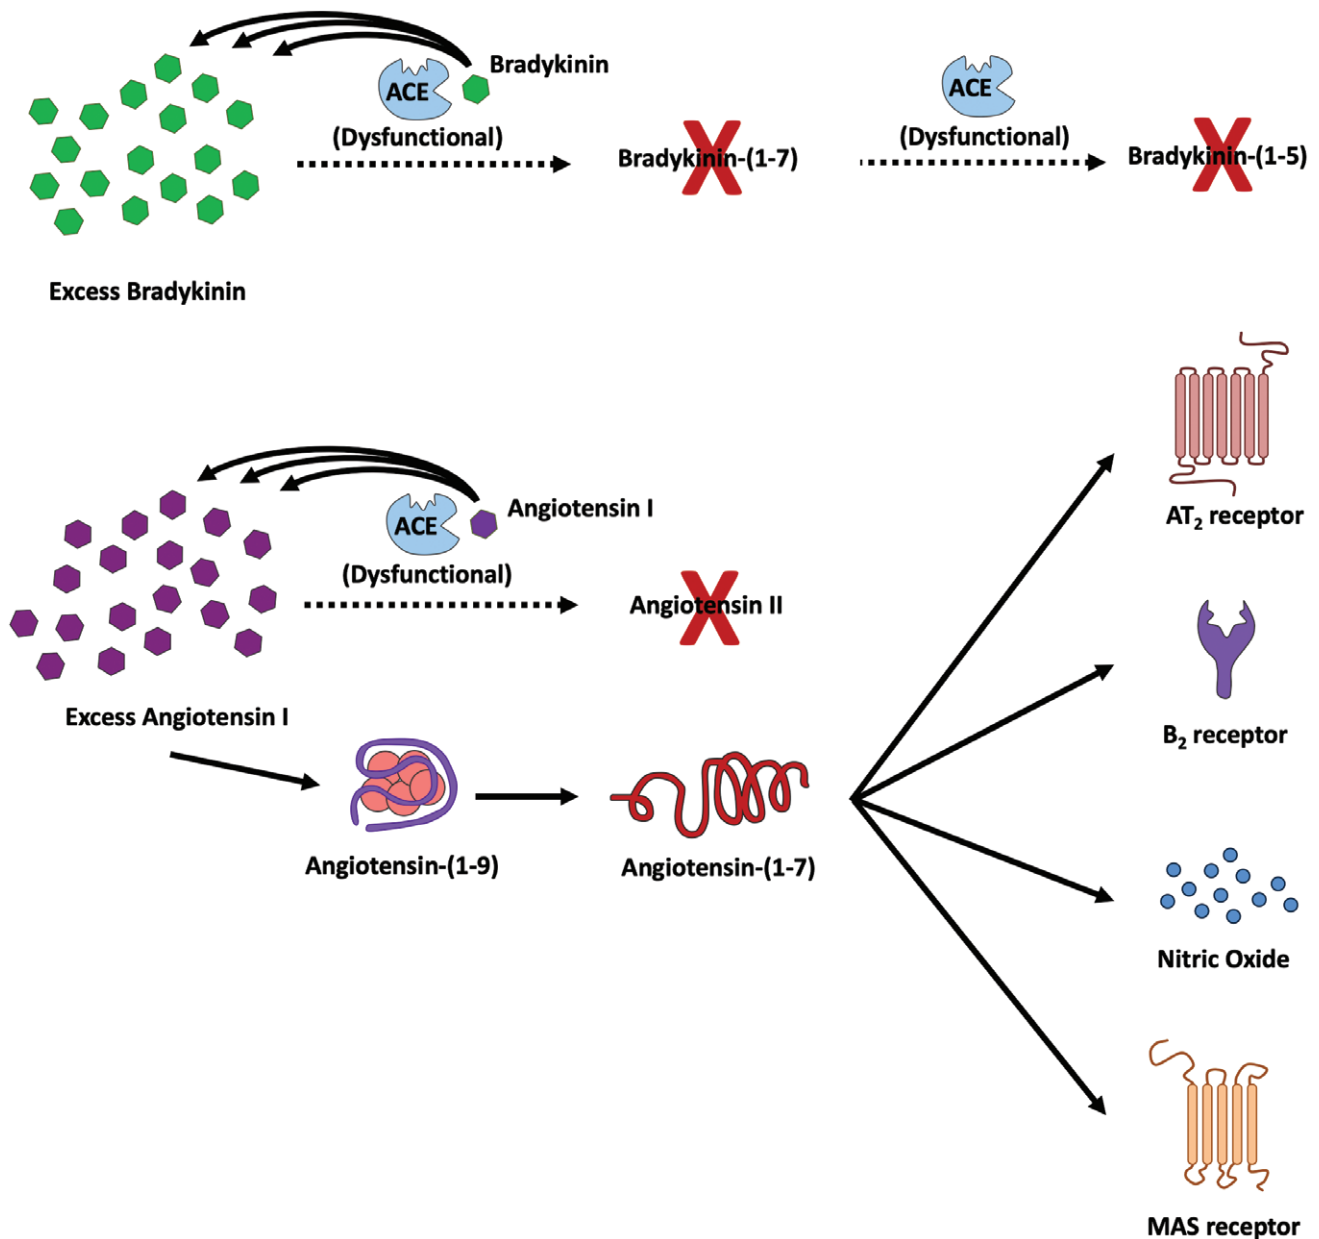 Bradykinin
ACE
(Dysfunctional)
Bradykinin-(1-7)
ACE
(Dysfunctional)
Bradykinin-(1-5)
Excess Bradykinin
Angiotensin I
ACE
(Dysfunctional)
Angiotensin II
Excess Angiotensin I
Angiotensin-(1-9)
Angiotensin-(1-7)
AT₂ receptor
B₂ receptor
Nitric Oxide
MAS receptor